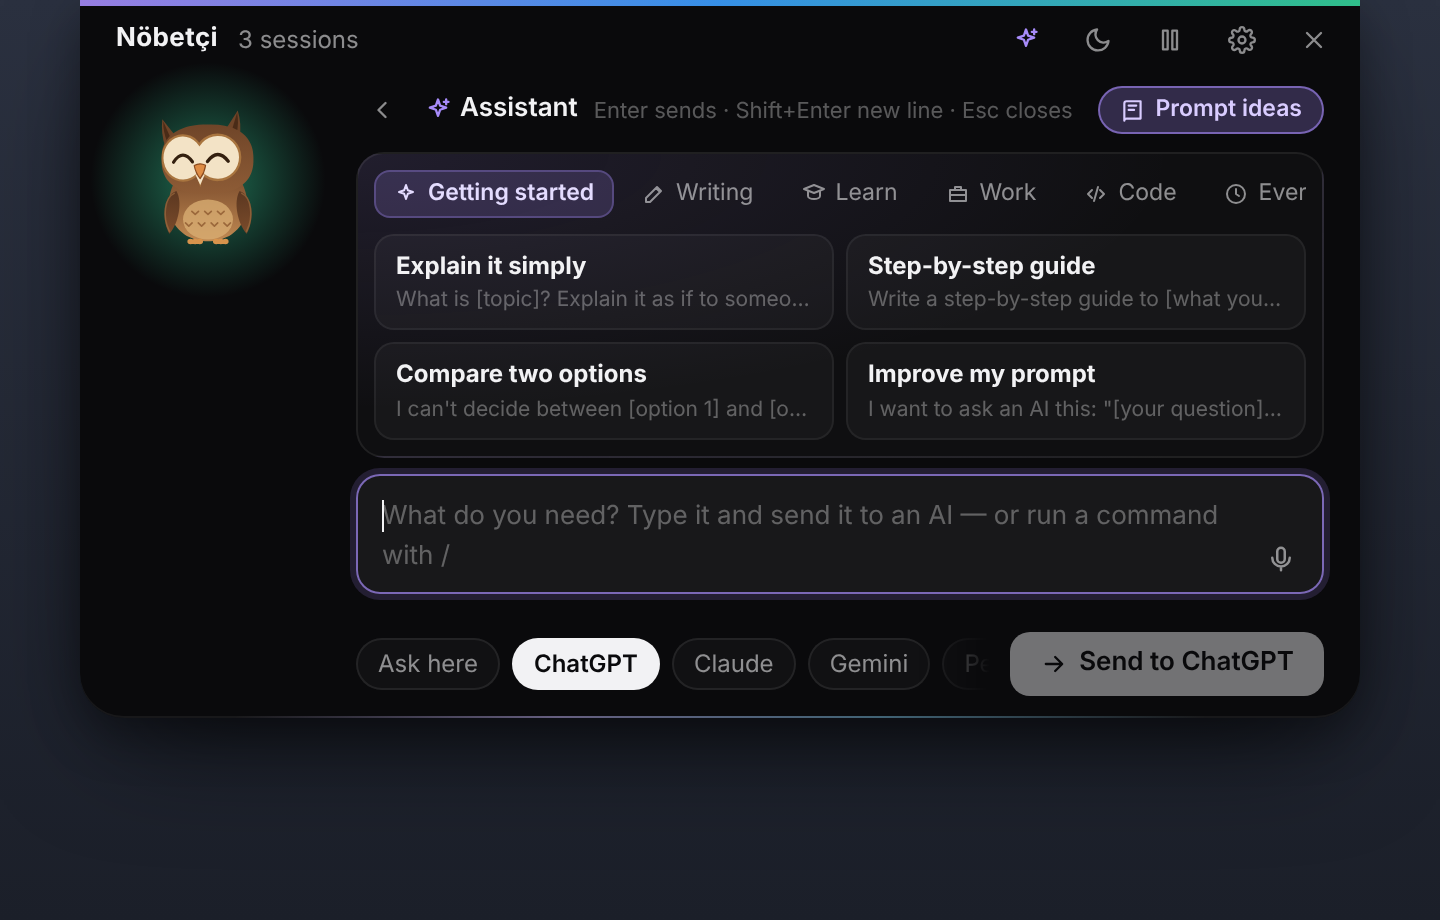 Nöbetçi 3 sessions
Assistant Enter sends · Shift+Enter new line · Esc closes Prompt ideas
Getting started Writing Learn Work Code Ever
Explain it simply
What is [topic]? Explain it as if to someo...
Step-by-step guide
Write a step-by-step guide to [what you...
Compare two options
I can't decide between [option 1] and [o...
Improve my prompt
I want to ask an AI this: "[your question]...
What do you need? Type it and send it to an AI — or run a command
with /
Ask here ChatGPT Claude Gemini Send to ChatGPT